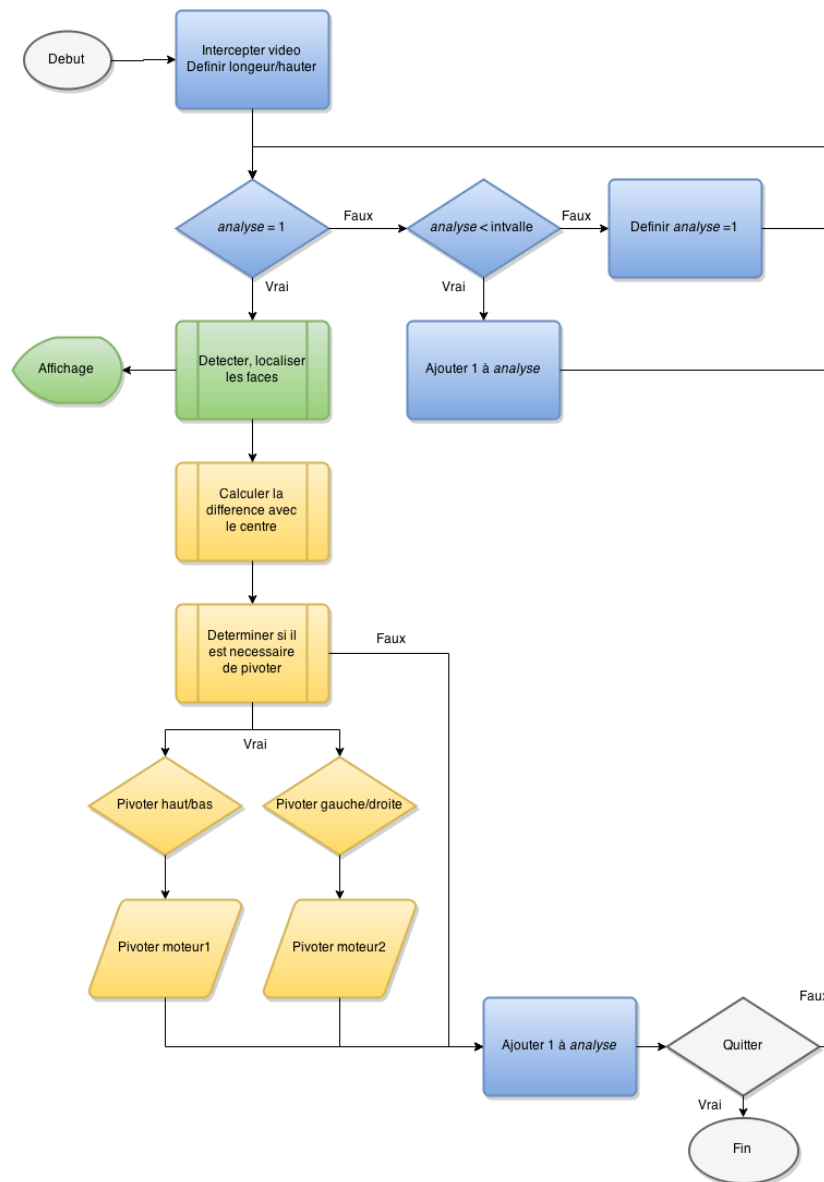 Debut
Intercepter video
Definir longeur/hauter
analyse = 1
Faux
analyse < intvalle
Faux
Definir analyse =1
Vrai
Vrai
Affichage
Detecter, localiser
les faces
Ajouter 1 à analyse
Calculer la
difference avec
le centre
Determiner si il
est necessaire
de pivoter
Faux
Vrai
Pivoter haut/bas
Pivoter gauche/droite
Pivoter moteur1
Pivoter moteur2
Ajouter 1 à analyse
Quitter
Faux
Vrai
Fin